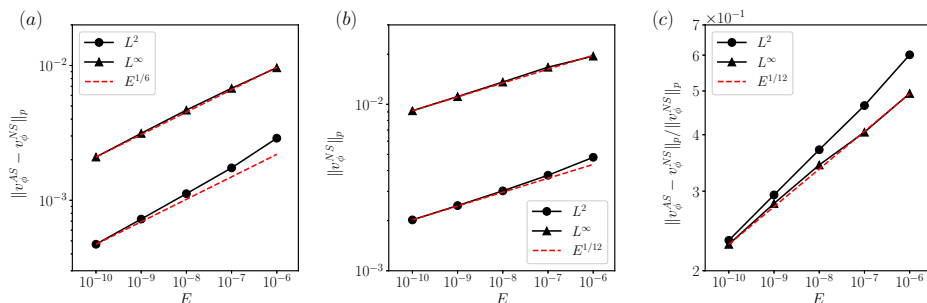 (a)
‖v_ϕ^{AS} − v_ϕ^{NS}‖_p
10^{−2}
10^{−3}
L^2
L^∞
E^{1/6}
10^{−10} 10^{−9} 10^{−8} 10^{−7} 10^{−6}
E
(b)
‖v_ϕ^{NS}‖_p
10^{−2}
10^{−3}
L^2
L^∞
E^{1/12}
10^{−10} 10^{−9} 10^{−8} 10^{−7} 10^{−6}
E
(c)
‖v_ϕ^{AS} − v_ϕ^{NS}‖_p/‖v_ϕ^{NS}‖_p
7 ×10^{−1}
6
5
4
3
2
L^2
L^∞
E^{1/12}
10^{−10} 10^{−9} 10^{−8} 10^{−7} 10^{−6}
E